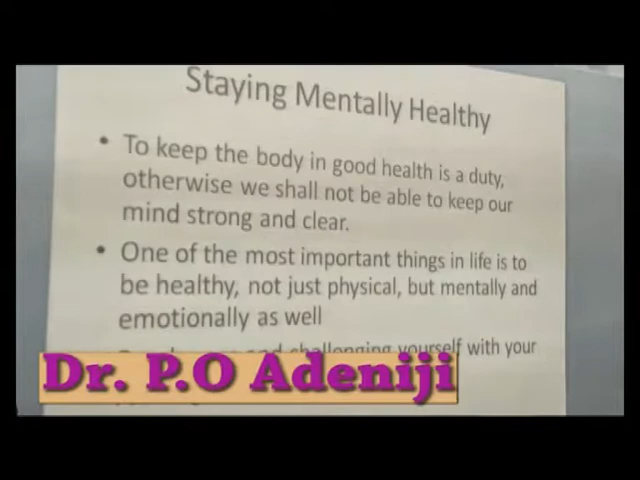 Staying Mentally Healthy
• To keep the body in good health is a duty,
otherwise we shall not be able to keep our
mind strong and clear.
• One of the most important things in life is to
be healthy, not just physical, but mentally and
emotionally as well
and challenging yourself with your
Dr. P.O Adeniji